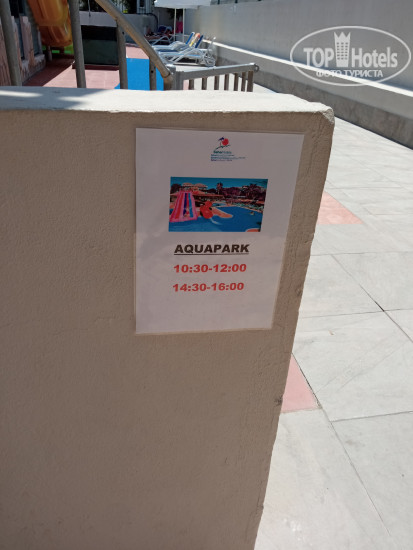 TOP Hotels
ФОТО ТУРИСТА
AQUAPARK
10:30-12:00
14:30-16:00